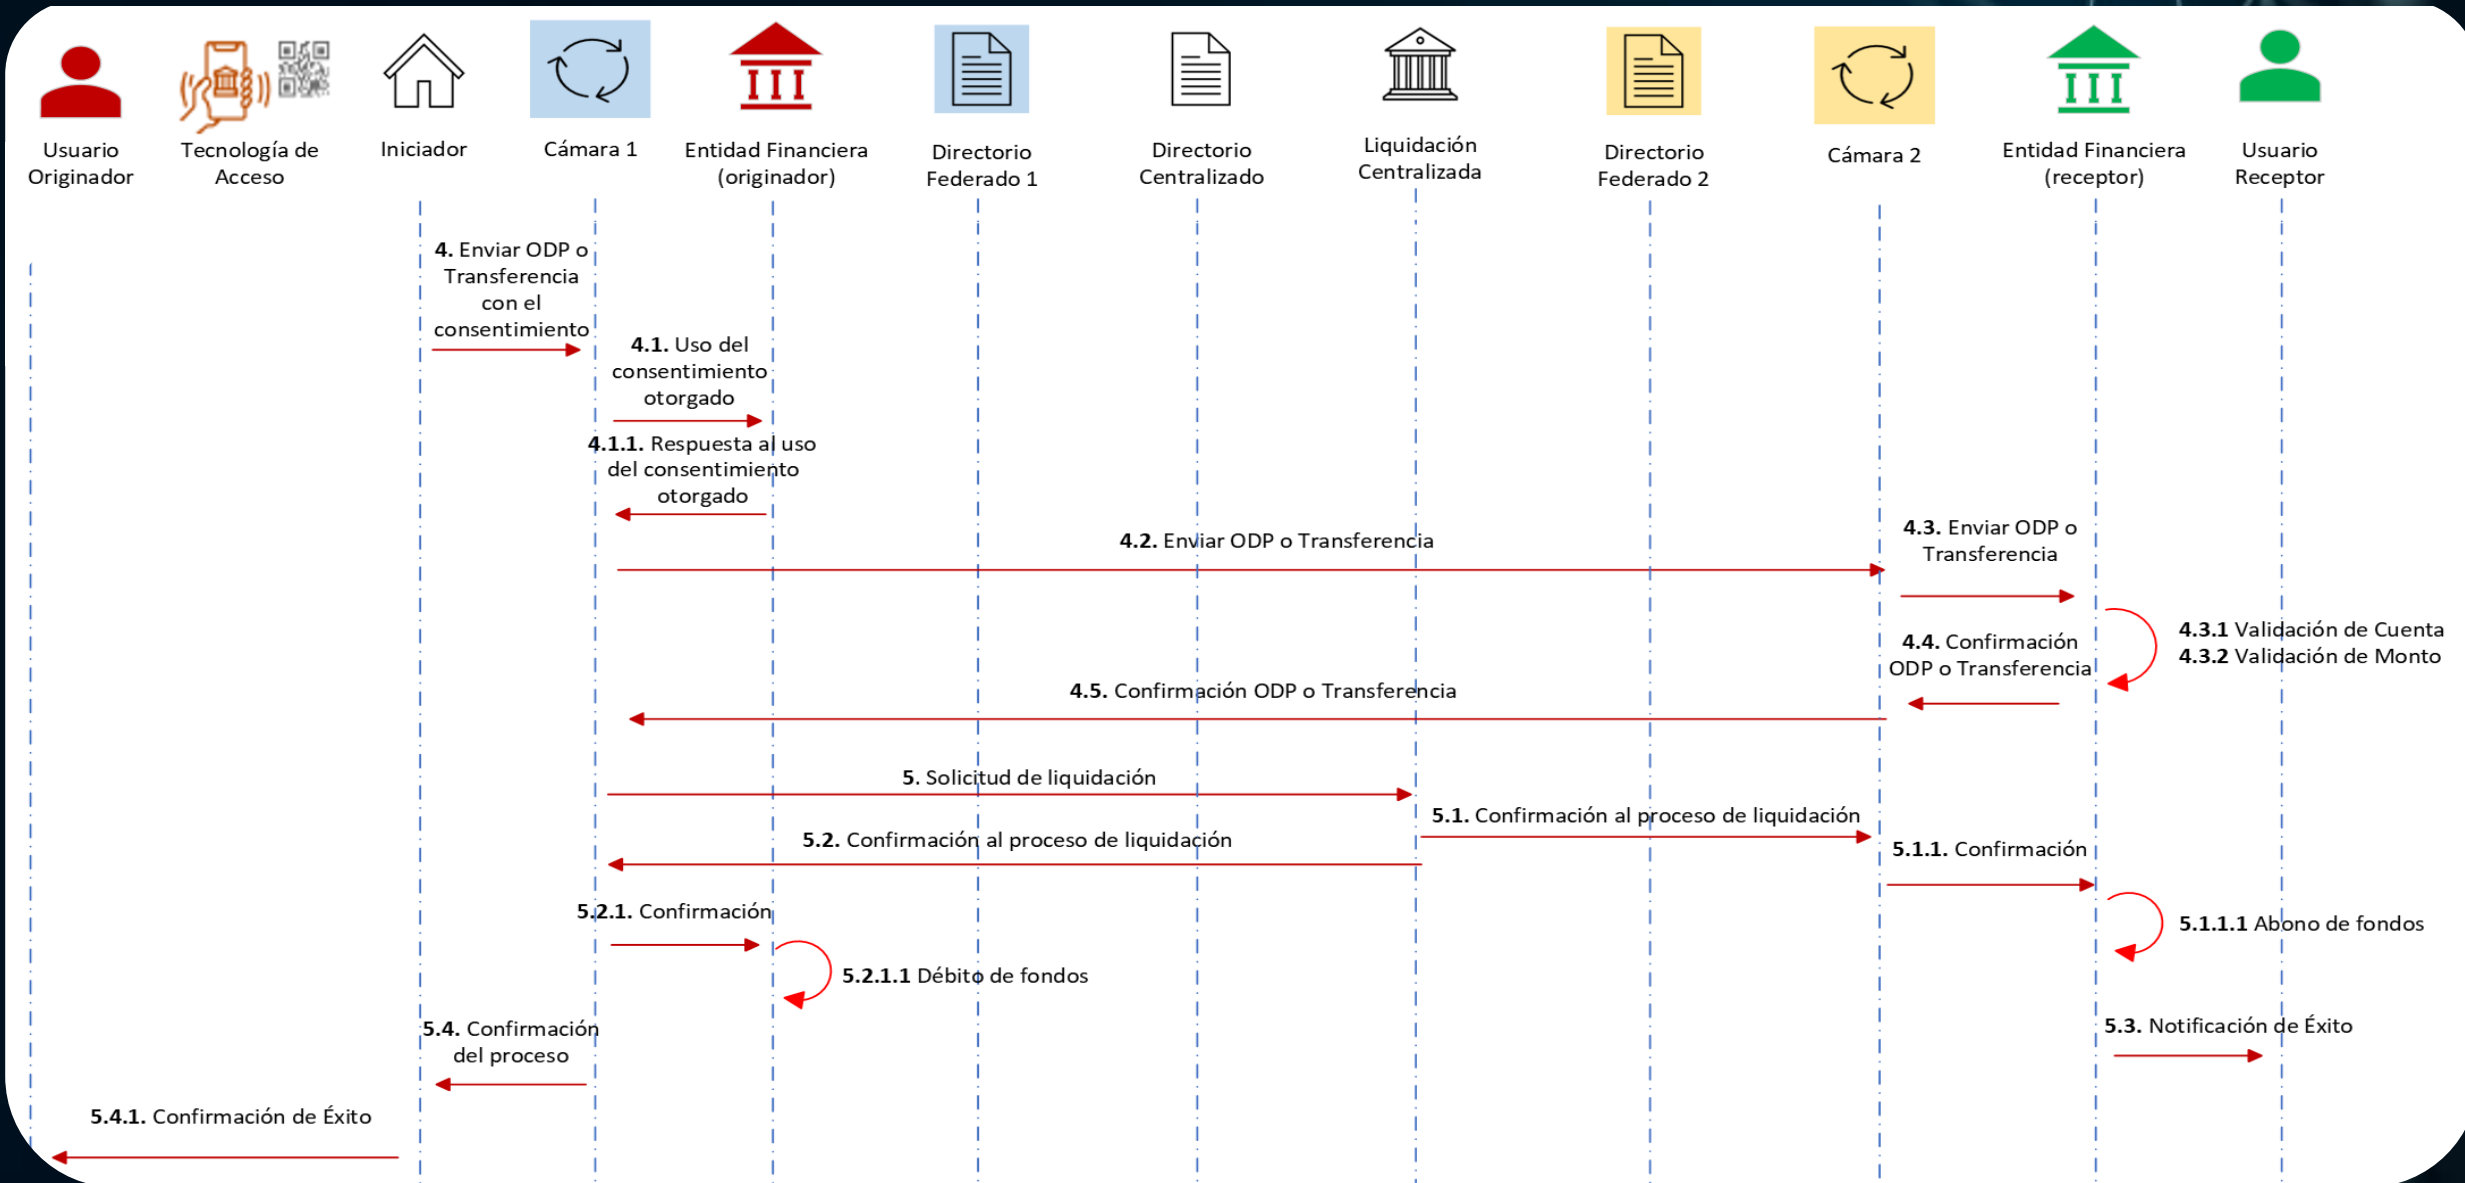 Usuario
Originador
Tecnología de
Acceso
Iniciador
Cámara 1
Entidad Financiera
(originador)
Directorio
Federado 1
Directorio
Centralizado
Liquidación
Centralizada
Directorio
Federado 2
Cámara 2
Entidad Financiera
(receptor)
Usuario
Receptor
4. Enviar ODP o
Transferencia
con el
consentimiento
4.1. Uso del
consentimiento
otorgado
4.1.1. Respuesta al uso
del consentimiento
otorgado
4.2. Enviar ODP o Transferencia
4.3. Enviar ODP o
Transferencia
4.3.1 Validación de Cuenta
4.3.2 Validación de Monto
4.4. Confirmación
ODP o Transferencia
4.5. Confirmación ODP o Transferencia
5. Solicitud de liquidación
5.1. Confirmación al proceso de liquidación
5.2. Confirmación al proceso de liquidación
5.1.1. Confirmación
5.2.1. Confirmación
5.1.1.1 Abono de fondos
5.2.1.1 Débito de fondos
5.4. Confirmación
del proceso
5.3. Notificación de Éxito
5.4.1. Confirmación de Éxito